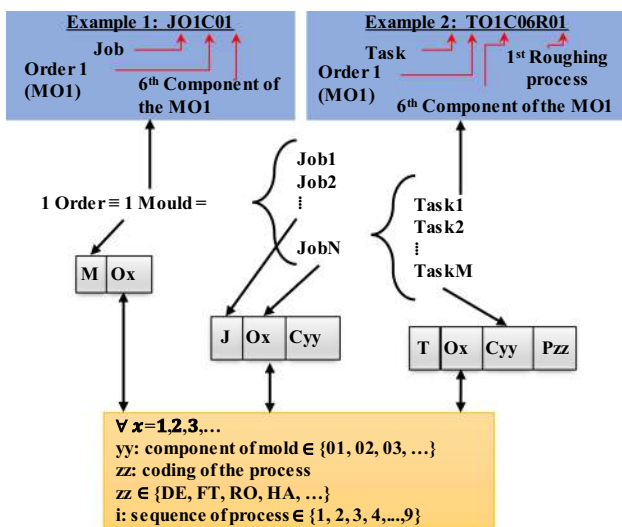 Example 1: JO1C01
Job
Order 1
(MO1)
6th Component of
the MO1
Example 2: TO1C06R01
Task
Order 1
(MO1)
1st Roughing
process
6th Component of the MO1
1 Order ≡ 1 Mould =
Job1
Job2
⁞
JobN
Task1
Task2
⁞
TaskM
M Ox
J Ox Cyy
T Ox Cyy Pzz
∀ x=1,2,3,…
yy: component of mold ∈ {01, 02, 03, …}
zz: coding of the process
zz ∈ {DE, FT, RO, HA, …}
i: sequence of process ∈ {1, 2, 3, 4,...,9}